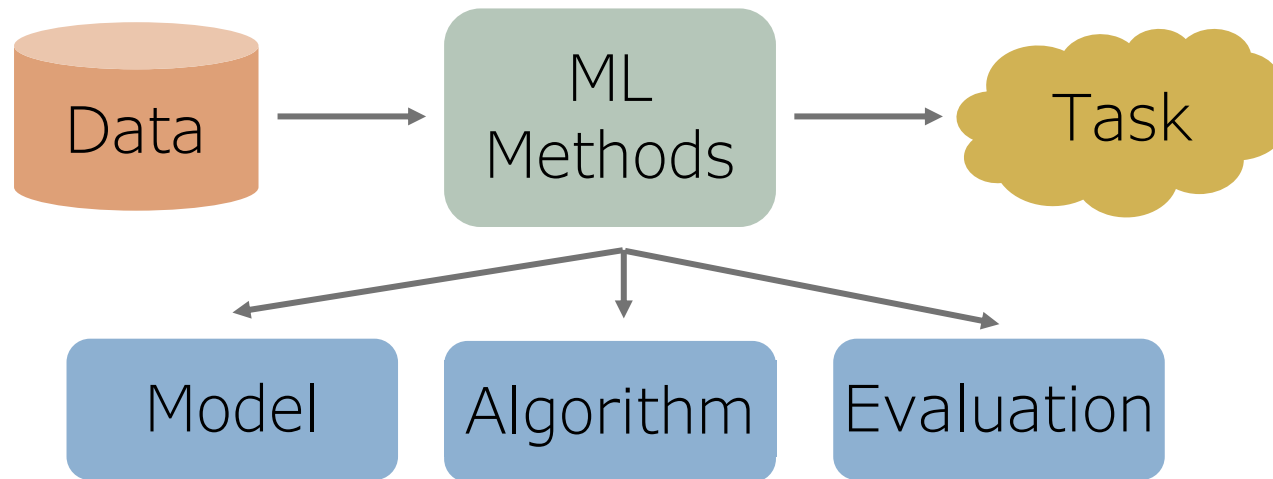 Data
ML
Methods
Task
Model
Algorithm
Evaluation